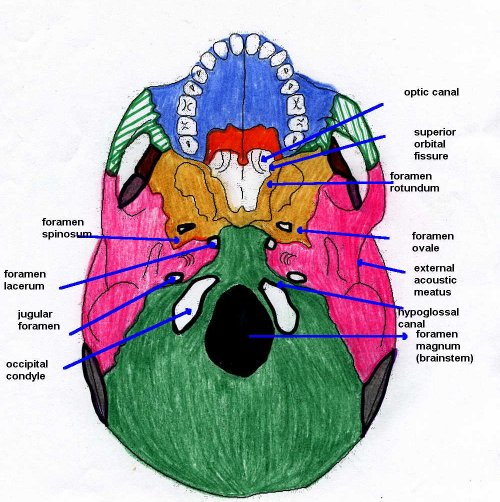 optic canal
superior
orbital
fissure
foramen
rotundum
foramen
spinosum
foramen
ovale
foramen
lacerum
external
acoustic
meatus
jugular
foramen
hypoglossal
canal
foramen
magnum
(brainstem)
occipital
condyle